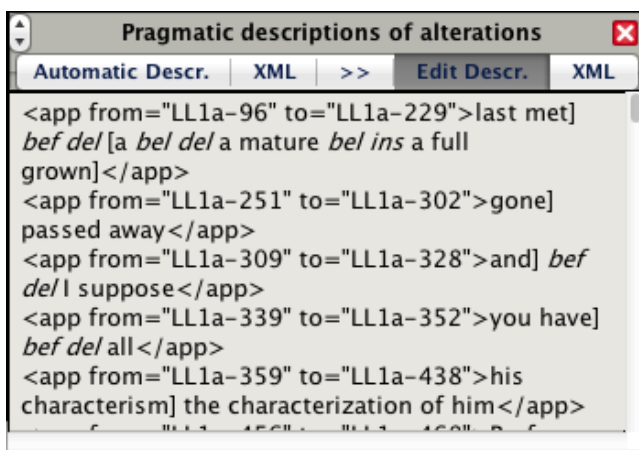 Pragmatic descriptions of alterations
Automatic Descr. XML >> Edit Descr. XML
<app from="LL1a-96" to="LL1a-229">last met]
bef del [a bel del a mature bel ins a full
grown]</app>
<app from="LL1a-251" to="LL1a-302">gone]
passed away</app>
<app from="LL1a-309" to="LL1a-328">and] bef
del I suppose</app>
<app from="LL1a-339" to="LL1a-352">you have]
bef del all</app>
<app from="LL1a-359" to="LL1a-438">his
characterism] the characterization of him</app>